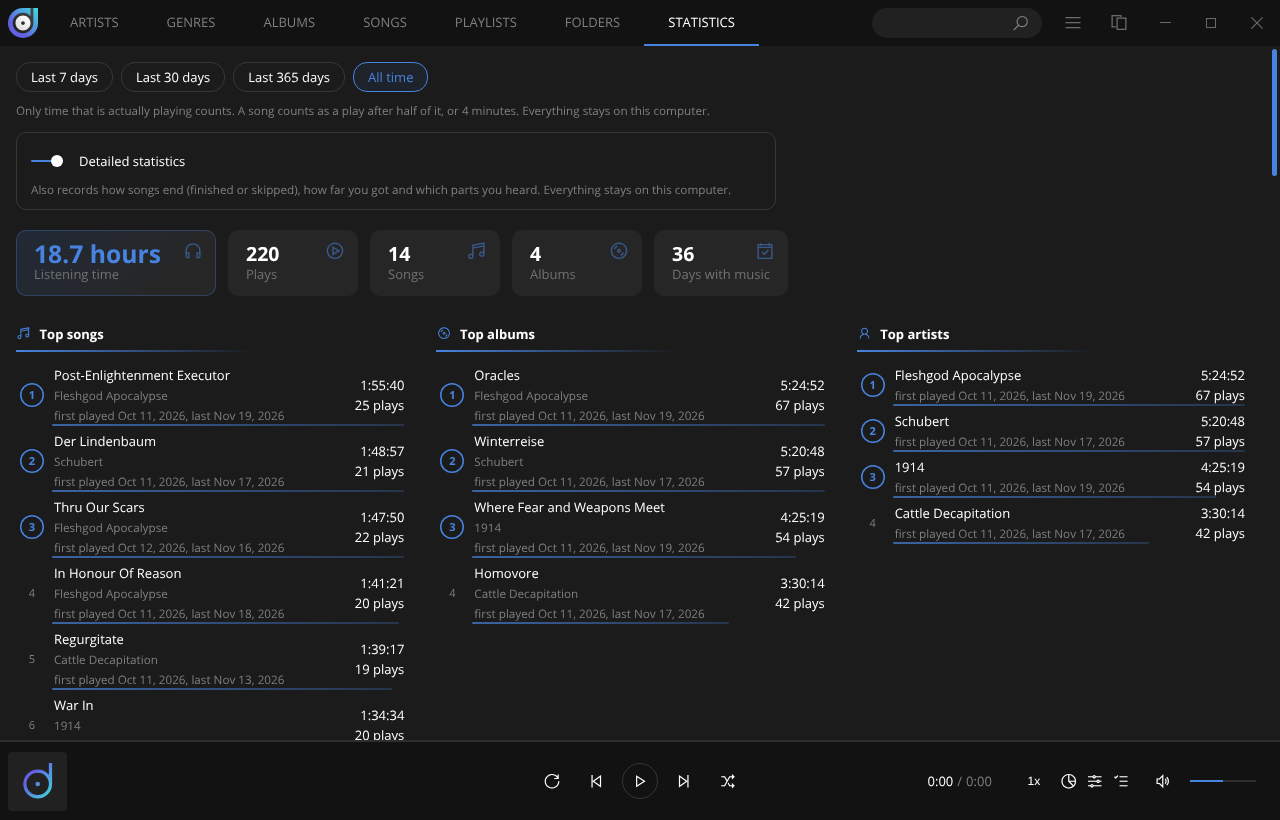 ARTISTS GENRES ALBUMS SONGS PLAYLISTS FOLDERS STATISTICS
Last 7 days Last 30 days Last 365 days All time
Only time that is actually playing counts. A song counts as a play after half of it, or 4 minutes. Everything stays on this computer.
Detailed statistics
Also records how songs end (finished or skipped), how far you got and which parts you heard. Everything stays on this computer.
18.7 hours
Listening time
220
Plays
14
Songs
4
Albums
36
Days with music
Top songs
1
Post-Enlightenment Executor
Fleshgod Apocalypse
first played Oct 11, 2026, last Nov 19, 2026
1:55:40
25 plays
2
Der Lindenbaum
Schubert
first played Oct 11, 2026, last Nov 17, 2026
1:48:57
21 plays
3
Thru Our Scars
Fleshgod Apocalypse
first played Oct 12, 2026, last Nov 16, 2026
1:47:50
22 plays
4
In Honour Of Reason
Fleshgod Apocalypse
first played Oct 11, 2026, last Nov 18, 2026
1:41:21
20 plays
5
Regurgitate
Cattle Decapitation
first played Oct 11, 2026, last Nov 13, 2026
1:39:17
19 plays
6
War In
1914
1:34:34
20 plays
Top albums
1
Oracles
Fleshgod Apocalypse
first played Oct 11, 2026, last Nov 19, 2026
5:24:52
67 plays
2
Winterreise
Schubert
first played Oct 11, 2026, last Nov 17, 2026
5:20:48
57 plays
3
Where Fear and Weapons Meet
1914
first played Oct 11, 2026, last Nov 19, 2026
4:25:19
54 plays
4
Homovore
Cattle Decapitation
first played Oct 11, 2026, last Nov 17, 2026
3:30:14
42 plays
Top artists
1
Fleshgod Apocalypse
first played Oct 11, 2026, last Nov 19, 2026
5:24:52
67 plays
2
Schubert
first played Oct 11, 2026, last Nov 17, 2026
5:20:48
57 plays
3
1914
first played Oct 11, 2026, last Nov 19, 2026
4:25:19
54 plays
4
Cattle Decapitation
first played Oct 11, 2026, last Nov 17, 2026
3:30:14
42 plays
0:00 / 0:00 1x